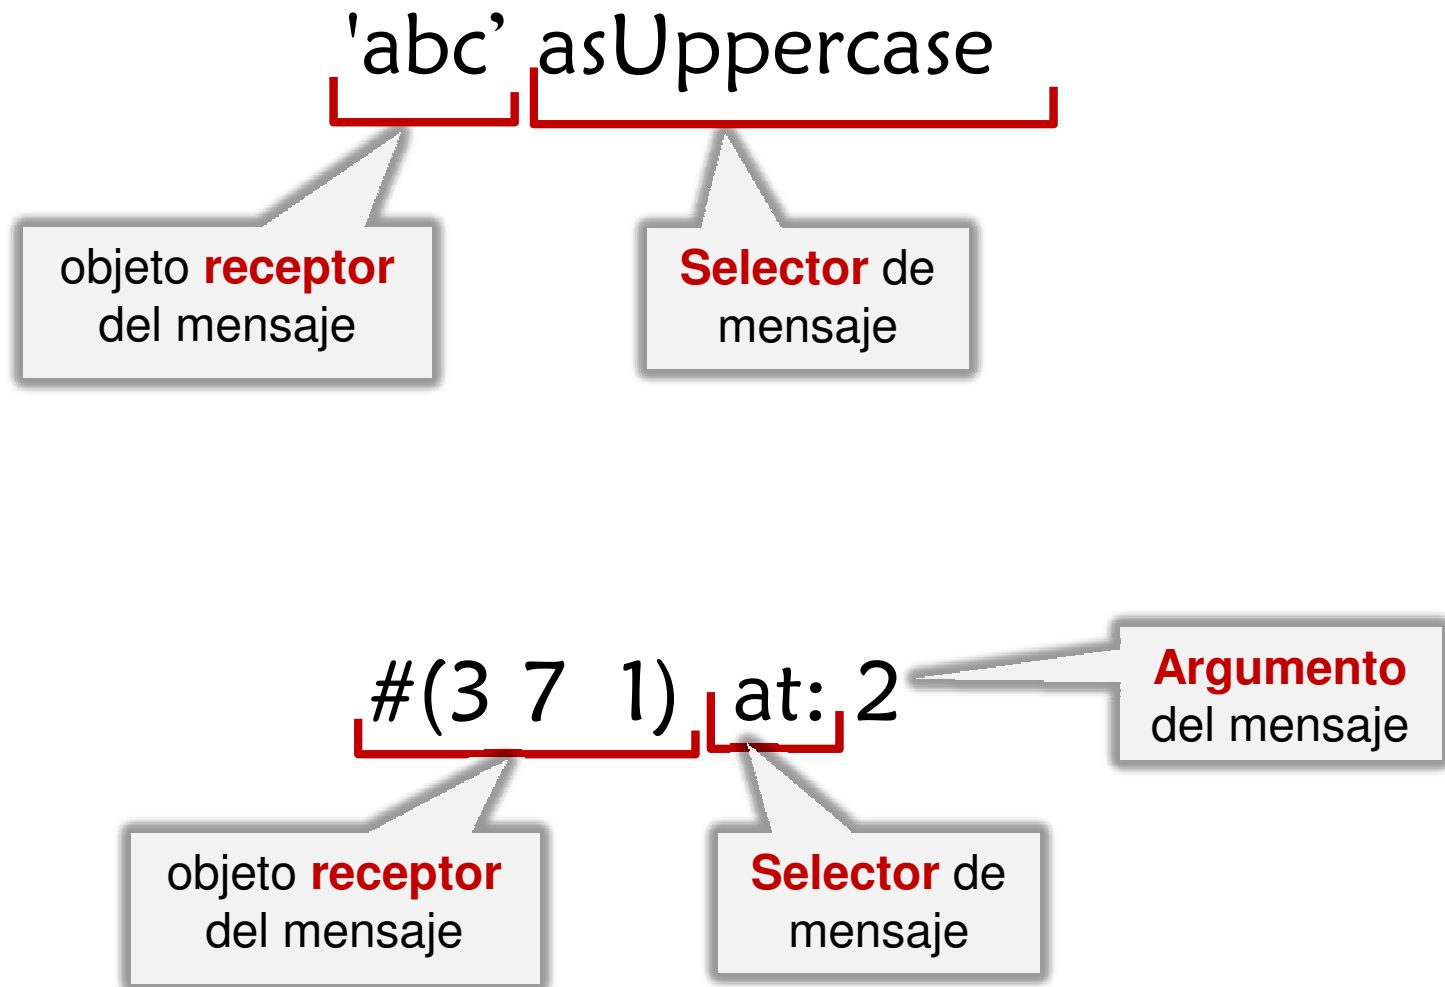 'abc’ asUppercase
objeto receptor
del mensaje
Selector de
mensaje
#(3 7 1) at: 2
Argumento
del mensaje
objeto receptor
del mensaje
Selector de
mensaje